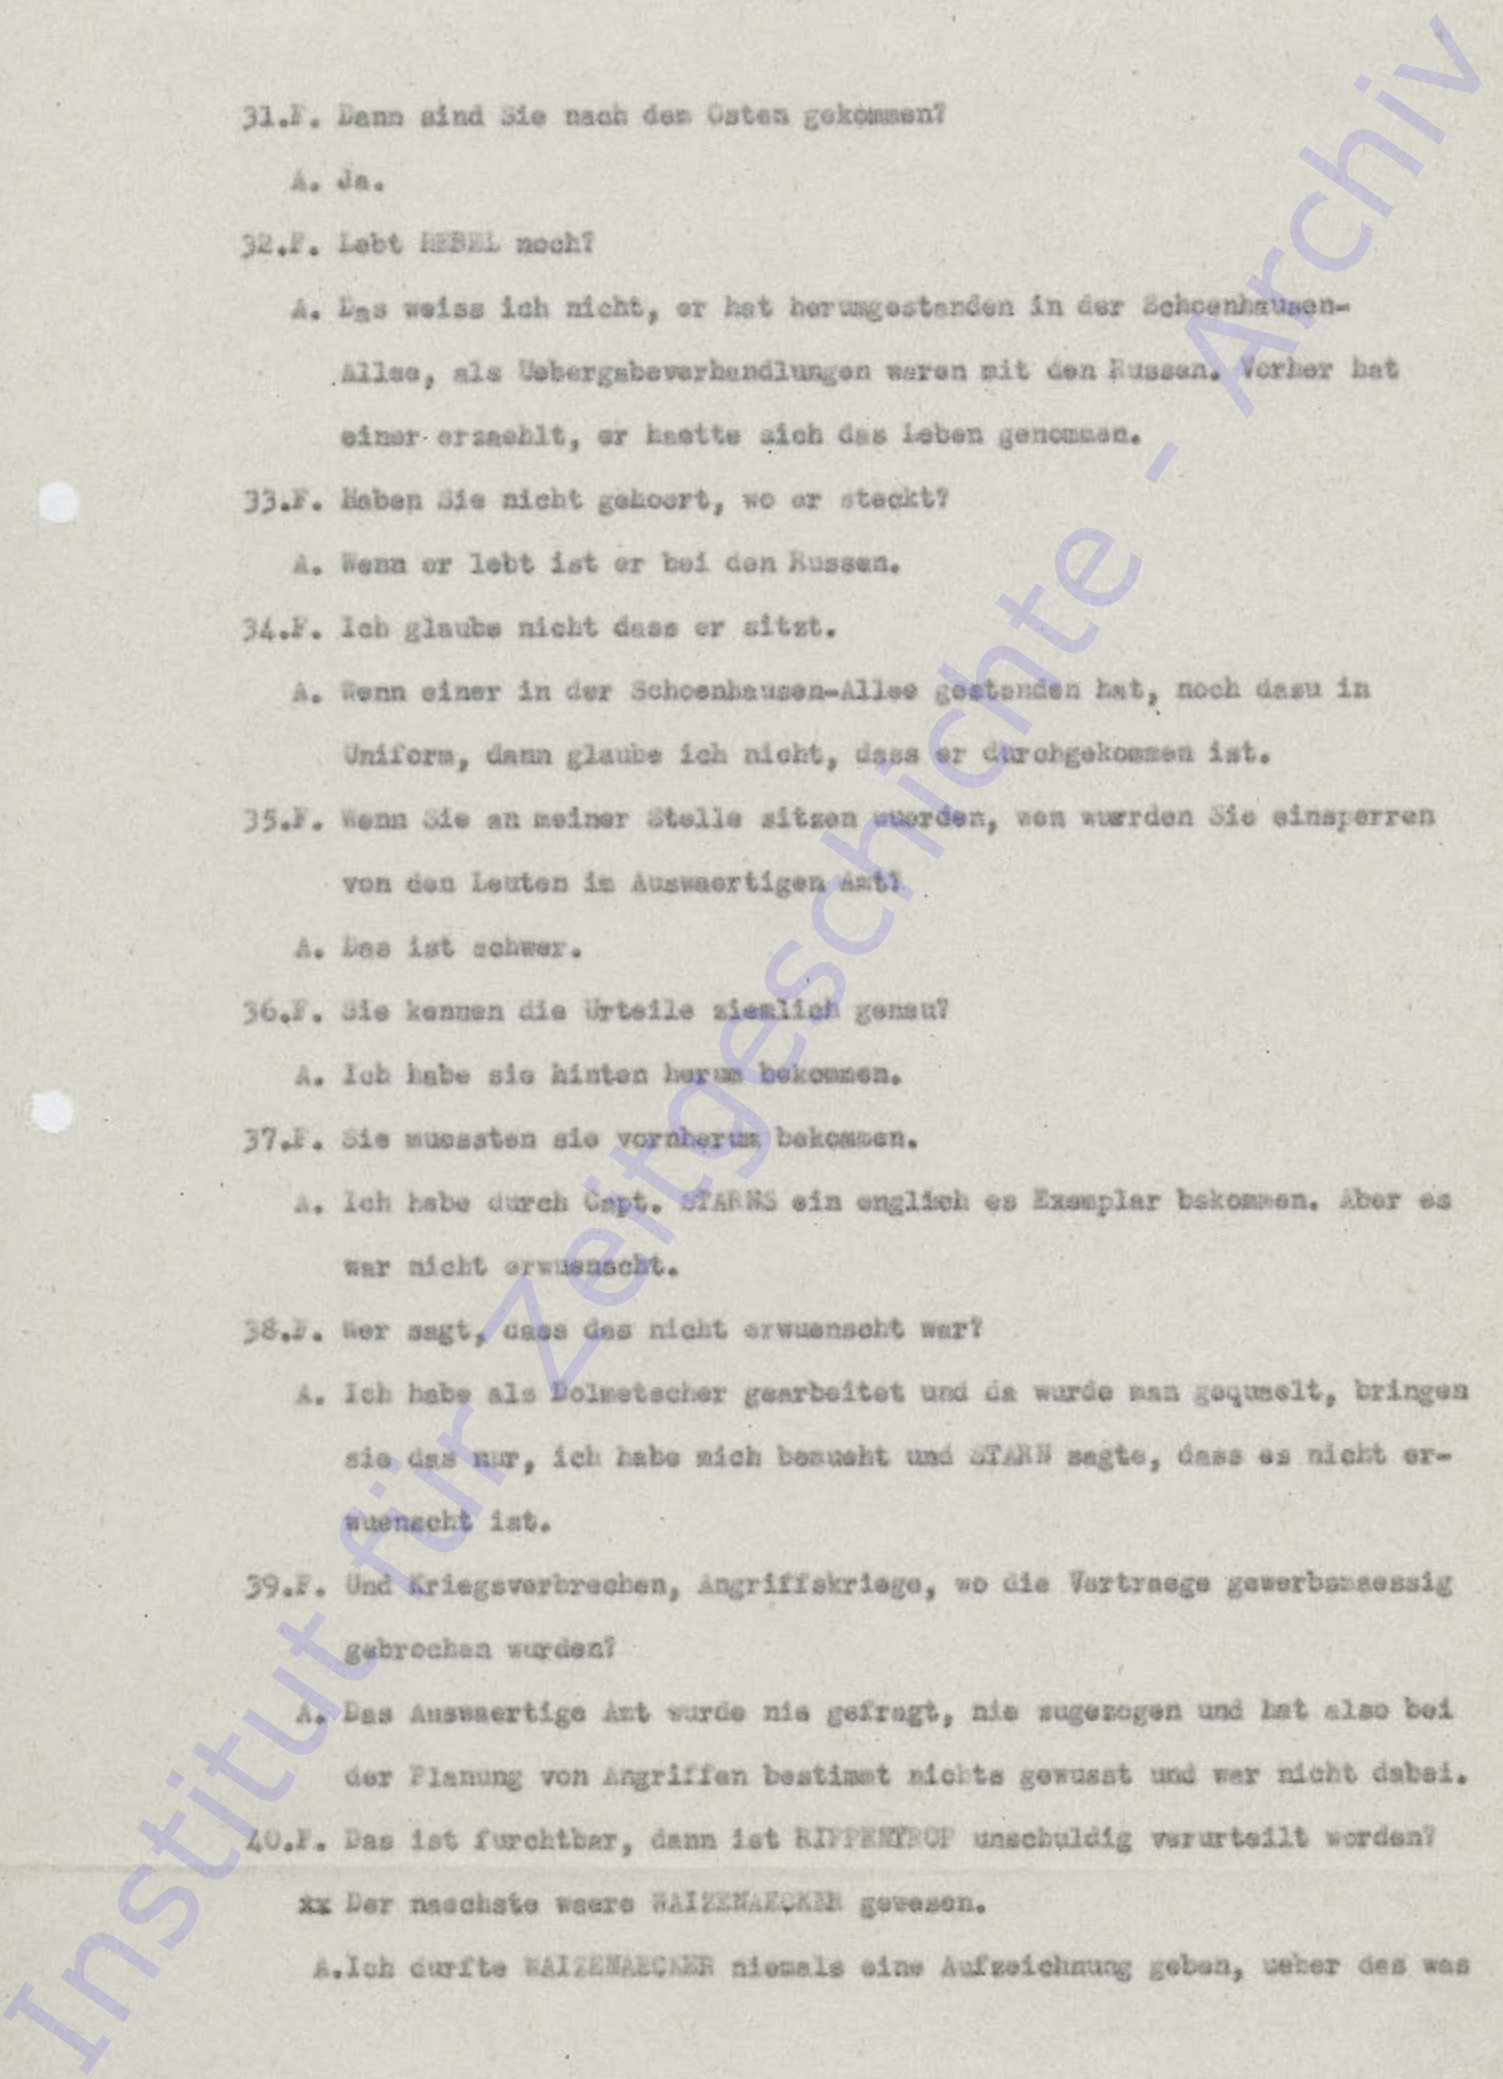 31.F. Dann sind Sie nach dem Osten gekommen?
A. Ja.
32.F. Lebt HEBEL noch?
A. Das weiss ich nicht, er hat herumgestanden in der Schoenhausen-
Allee, als Uebergabeverhandlungen waren mit den Russen. Vorher hat
einer erzaehlt, er haette sich das Leben genommen.
33.F. Haben Sie nicht gehoert, wo er steckt?
A. Wenn er lebt ist er bei den Russen.
34.F. Ich glaube nicht dass er sitzt.
A. Wenn einer in der Schoenhausen-Allee gestanden hat, noch dazu in
Uniform, dann glaube ich nicht, dass er durchgekommen ist.
35.F. Wenn Sie an meiner Stelle sitzen wuerden, wen wuerden Sie einsperren
von den Leuten im Auswaertigen Amt?
A. Das ist schwer.
36.F. Sie kennen die Urteile ziemlich genau?
A. Ich habe sie hinten herum bekommen.
37.F. Sie muessten sie vornherum bekommen.
A. Ich habe durch Capt. STARNS ein englisch es Exemplar bekommen. Aber es
war nicht erwuenscht.
38.F. Wer sagt, dass das nicht erwuenscht war?
A. Ich habe als Dolmetscher gearbeitet und da wurde man gequaelt, bringen
sie das nur, ich habe mich bemueht und STARN sagte, dass es nicht er-
wuenscht ist.
39.F. Und Kriegsverbrechen, Angriffskriege, wo die Vertraege gewerbsmaessig
gebrochen wurden?
A. Das Auswaertige Amt wurde nie gefragt, nie zugezogen und hat also bei
der Planung von Angriffen bestimmt nichts gewusst und war nicht dabei.
40.F. Das ist furchtbar, dann ist RIPPENTROP unschuldig verurteilt worden?
xx Der naechste waere WAIZENAECKER gewesen.
A.Ich durfte WAIZENAECKER niemals eine Aufzeichnung geben, ueber das was
Institut für Zeitgeschichte - Archiv